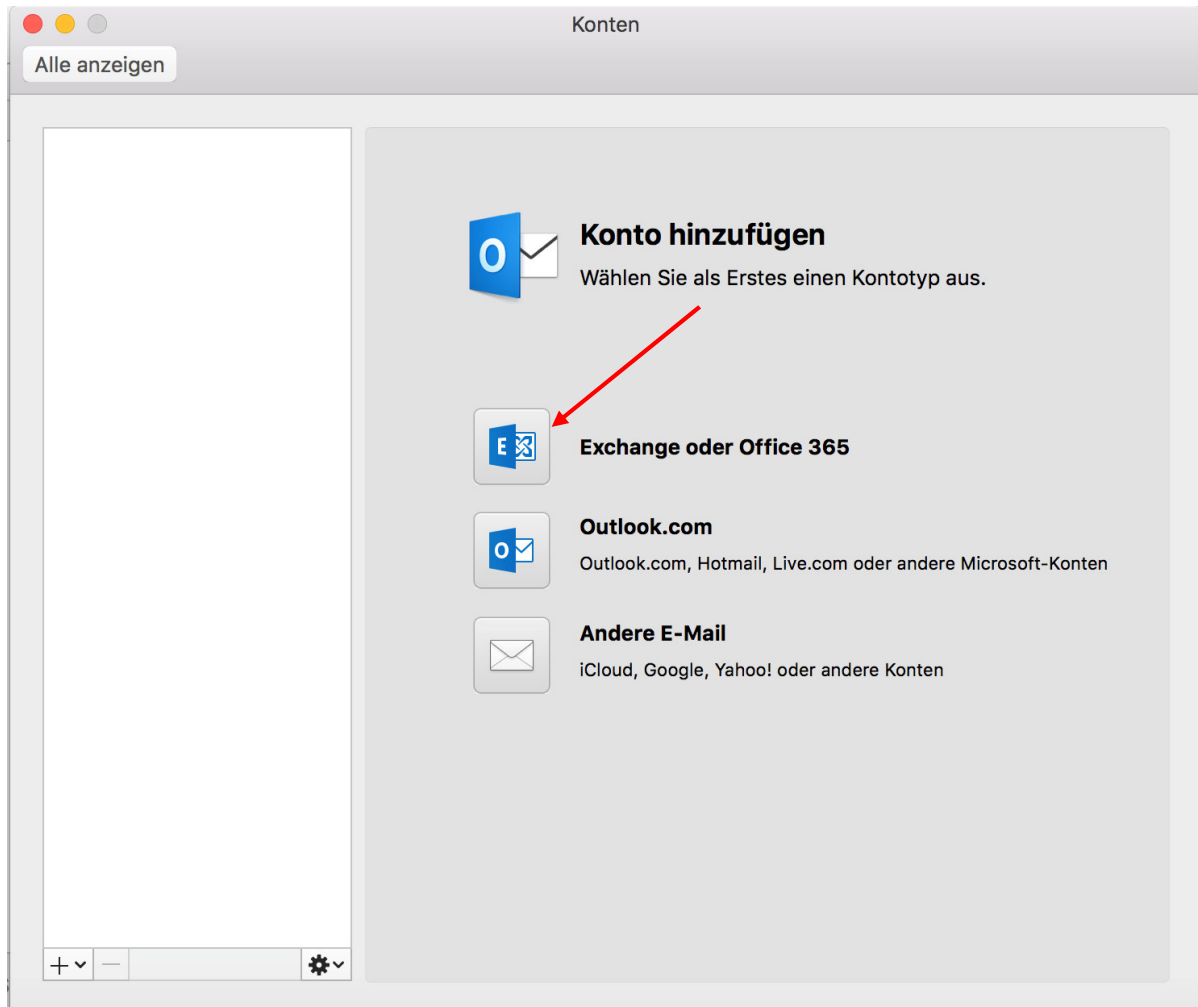 Konten
Alle anzeigen
Konto hinzufügen
Wählen Sie als Erstes einen Kontotyp aus.
Exchange oder Office 365
Outlook.com
Outlook.com, Hotmail, Live.com oder andere Microsoft-Konten
Andere E-Mail
iCloud, Google, Yahoo! oder andere Konten